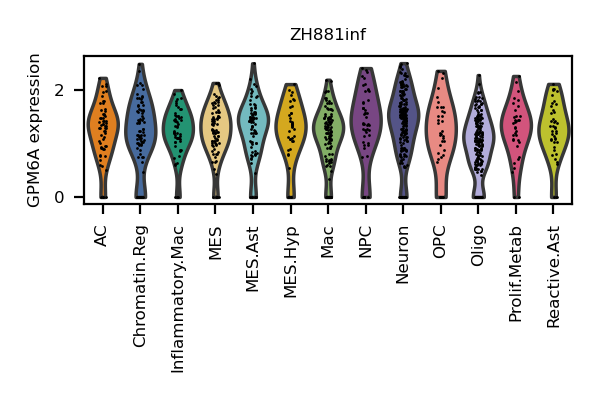 ZH881inf
GPM6A expression
2
0
AC
Chromatin.Reg
Inflammatory.Mac
MES
MES.Ast
MES.Hyp
Mac
NPC
Neuron
OPC
Oligo
Prolif.Metab
Reactive.Ast